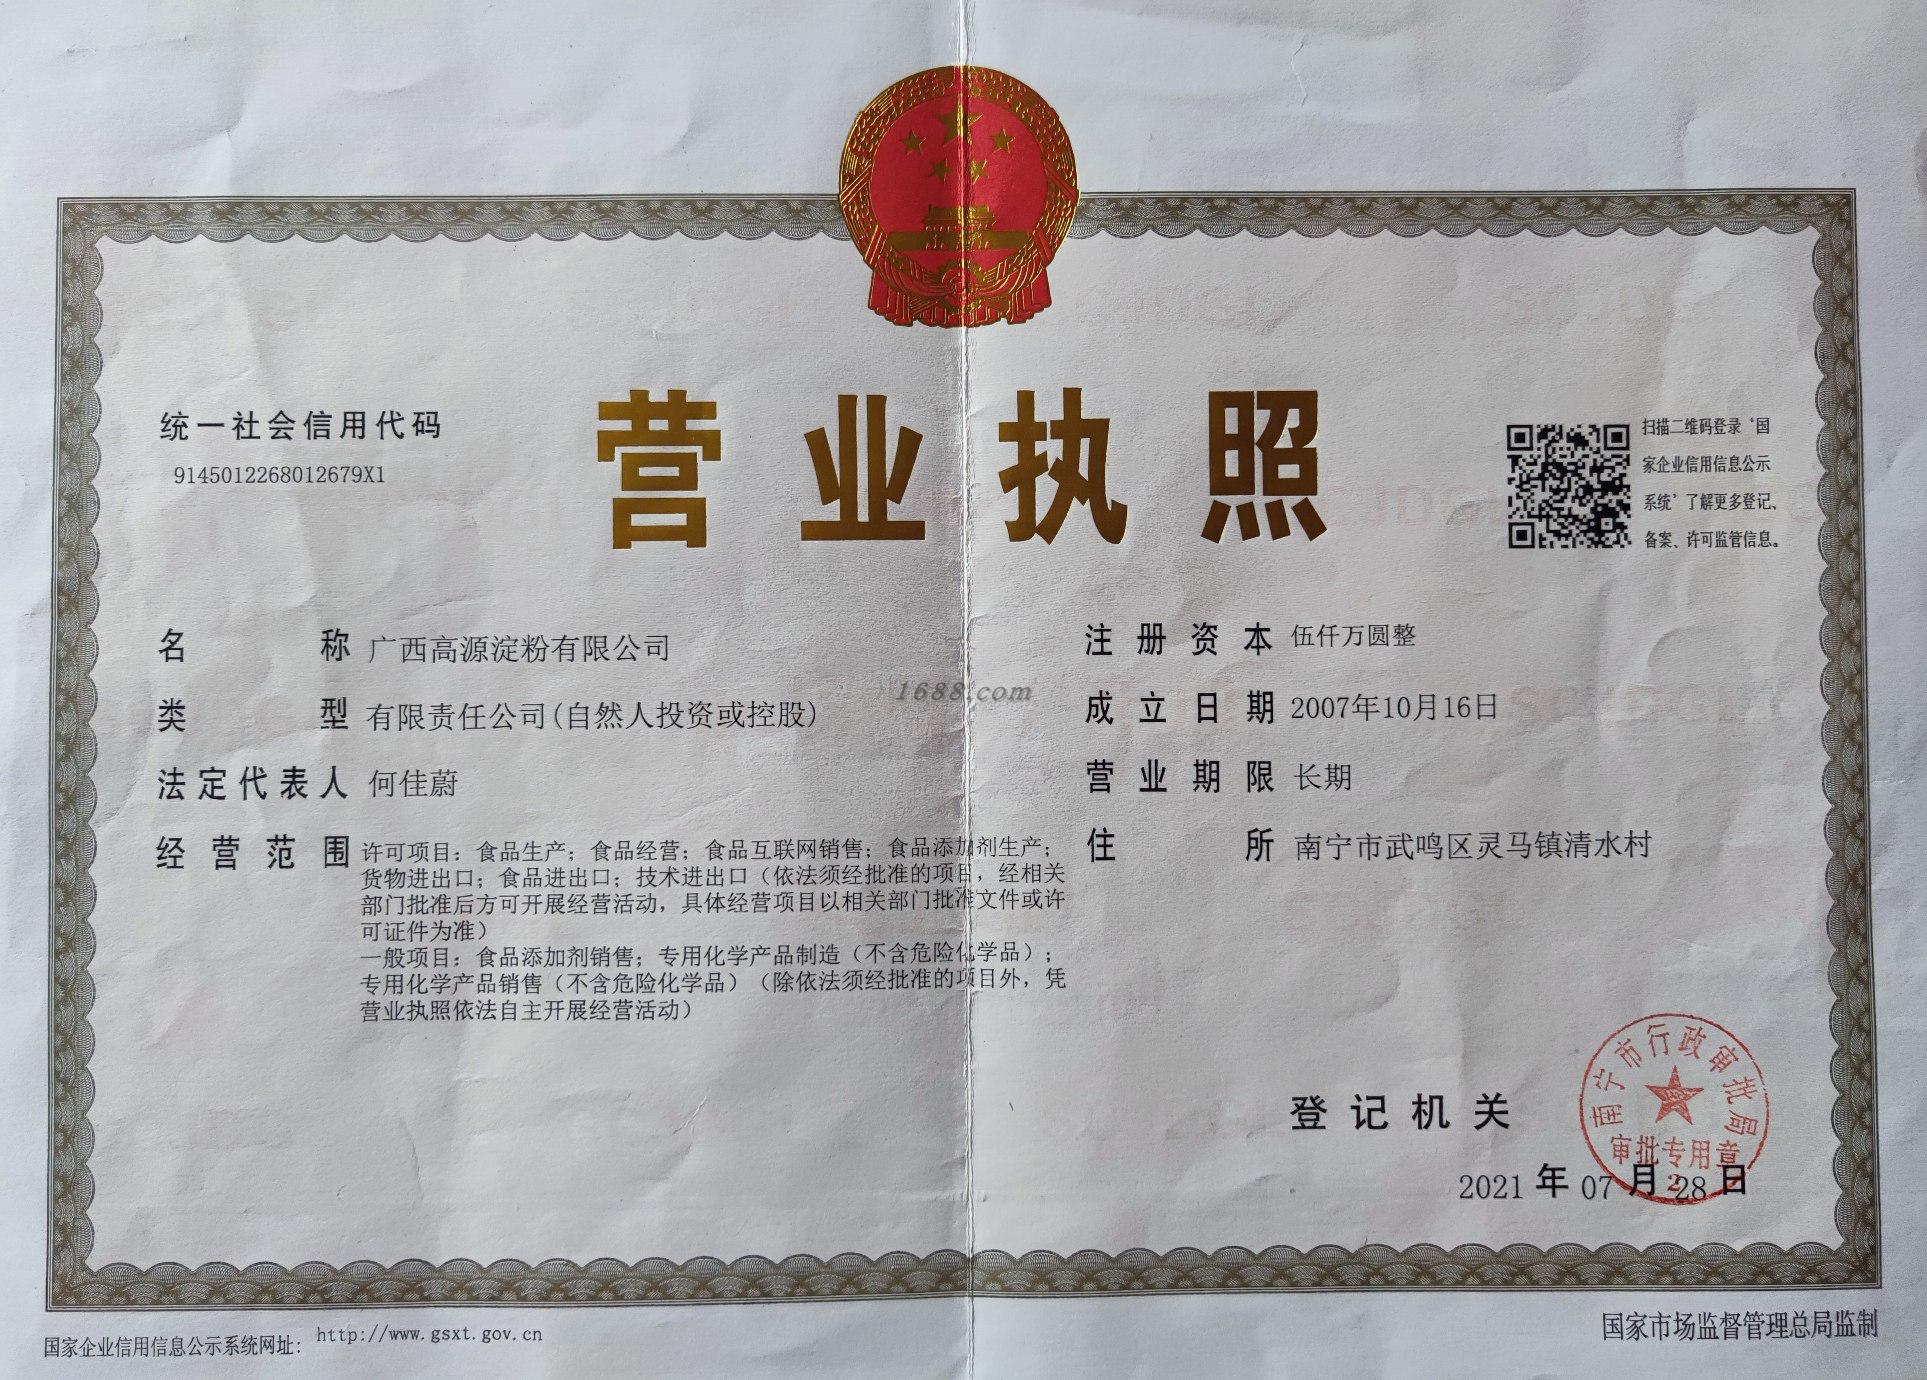 统一社会信用代码
9145012268012679X1
营业执照
扫描二维码登录‘国
家企业信用信息公示
系统’了解更多登记、
备案、许可监管信息。
名称 广西高源淀粉有限公司
类型 有限责任公司(自然人投资或控股)
法定代表人 何佳蔚
经营范围 许可项目：食品生产；食品经营；食品互联网销售；食品添加剂生产；
货物进出口；食品进出口；技术进出口（依法须经批准的项目，经相关
部门批准后方可开展经营活动，具体经营项目以相关部门批准文件或许
可证件为准）
一般项目：食品添加剂销售；专用化学产品制造（不含危险化学品）；
专用化学产品销售（不含危险化学品）（除依法须经批准的项目外，凭
营业执照依法自主开展经营活动）
1688.com
注册资本 伍仟万圆整
成立日期 2007年10月16日
营业期限 长期
住所 南宁市武鸣区灵马镇清水村
登记机关
南宁市行政审批局
审批专用章
2
2021 年 07 月 28 日
国家企业信用信息公示系统网址: http://www.gsxt.gov.cn
国家市场监督管理总局监制